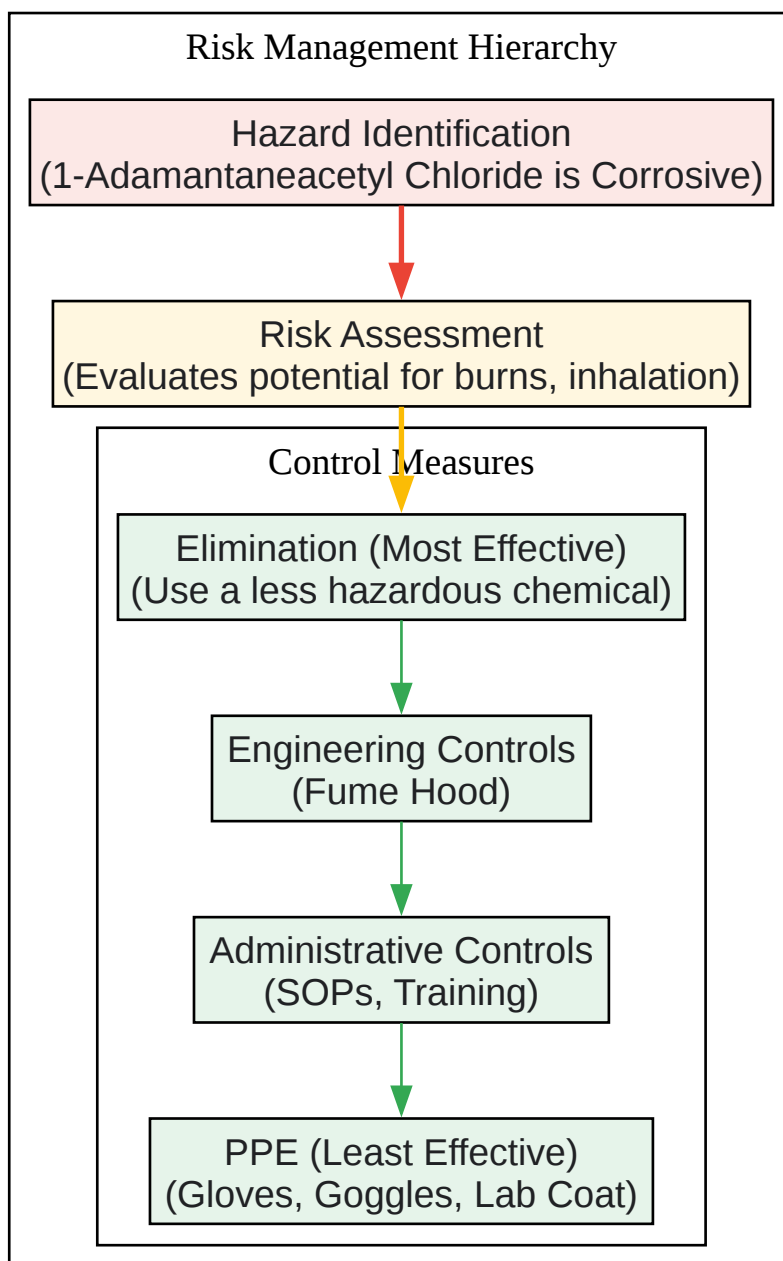 Risk Management Hierarchy
Hazard Identification
(1-Adamantaneacetyl Chloride is Corrosive)
Risk Assessment
(Evaluates potential for burns, inhalation)
Control Measures
Elimination (Most Effective)
(Use a less hazardous chemical)
Engineering Controls
(Fume Hood)
Administrative Controls
(SOPs, Training)
PPE (Least Effective)
(Gloves, Goggles, Lab Coat)